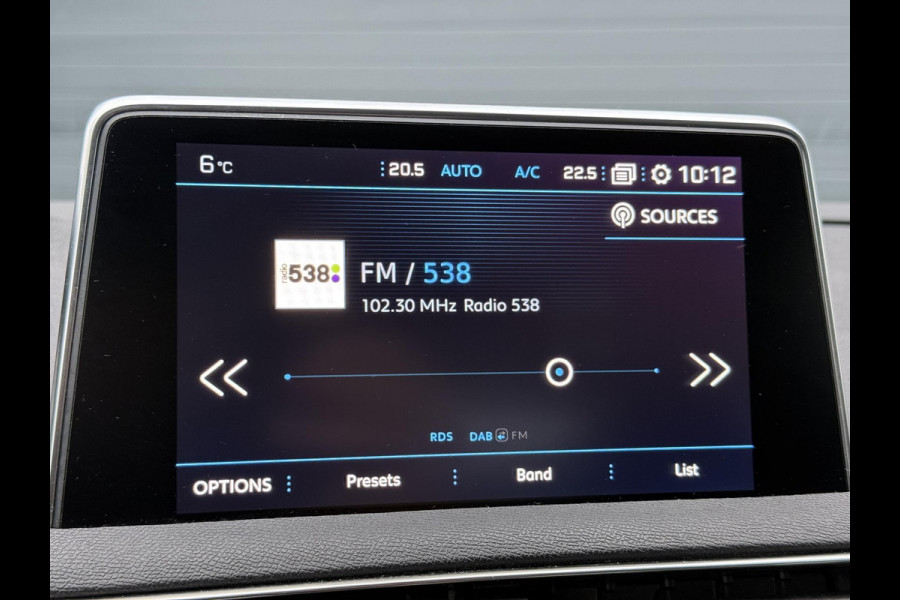 6°C 20.5 AUTO A/C 22.5 10:12
SOURCES
radio 538
FM / 538
102.30 MHz Radio 538
RDS DAB FM
OPTIONS Presets Band List